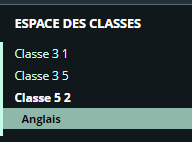 ESPACE DES CLASSES
Classe 3 1
Classe 3 5
Classe 5 2
Anglais